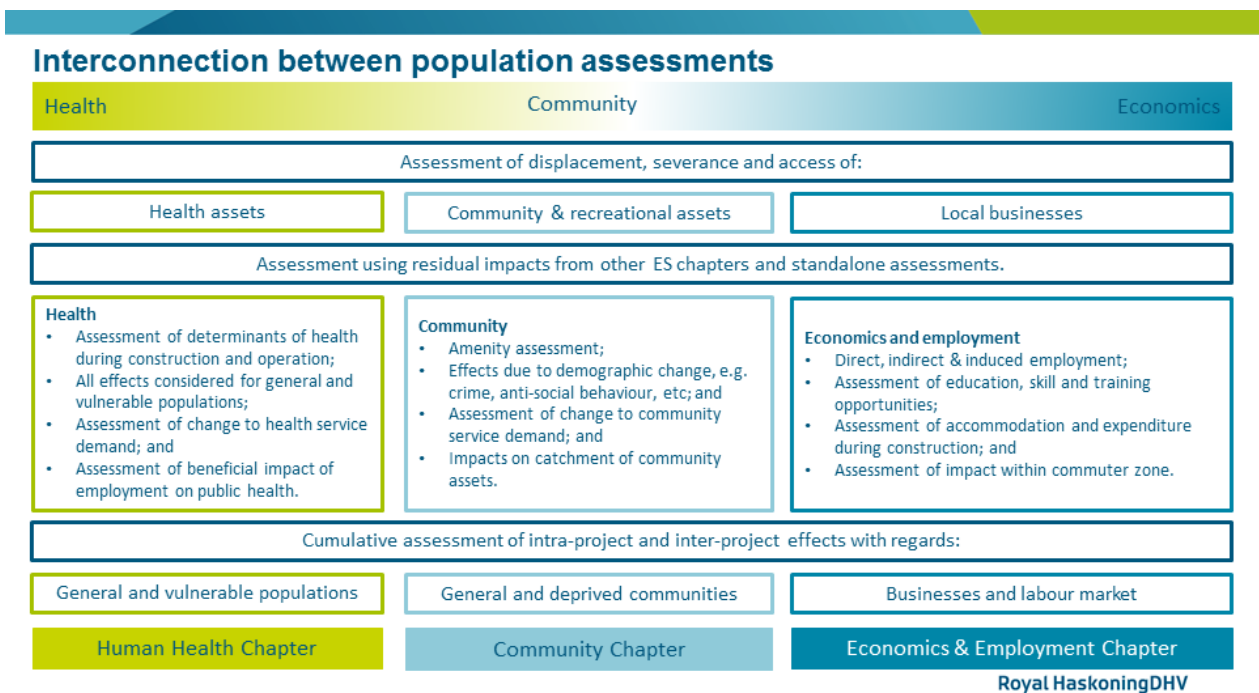 Interconnection between population assessments
Health
Community
Economics
Assessment of displacement, severance and access of:
Health assets
Community & recreational assets
Local businesses
Assessment using residual impacts from other ES chapters and standalone assessments.
Health
• Assessment of determinants of health
during construction and operation;
• All effects considered for general and
vulnerable populations;
• Assessment of change to health service
demand; and
• Assessment of beneficial impact of
employment on public health.
Community
• Amenity assessment;
• Effects due to demographic change, e.g.
crime, anti-social behaviour, etc; and
• Assessment of change to community
service demand; and
• Impacts on catchment of community
assets.
Economics and employment
• Direct, indirect & induced employment;
• Assessment of education, skill and training
opportunities;
• Assessment of accommodation and expenditure
during construction; and
• Assessment of impact within commuter zone.
Cumulative assessment of intra-project and inter-project effects with regards:
General and vulnerable populations
General and deprived communities
Businesses and labour market
Human Health Chapter
Community Chapter
Economics & Employment Chapter
Royal HaskoningDHV